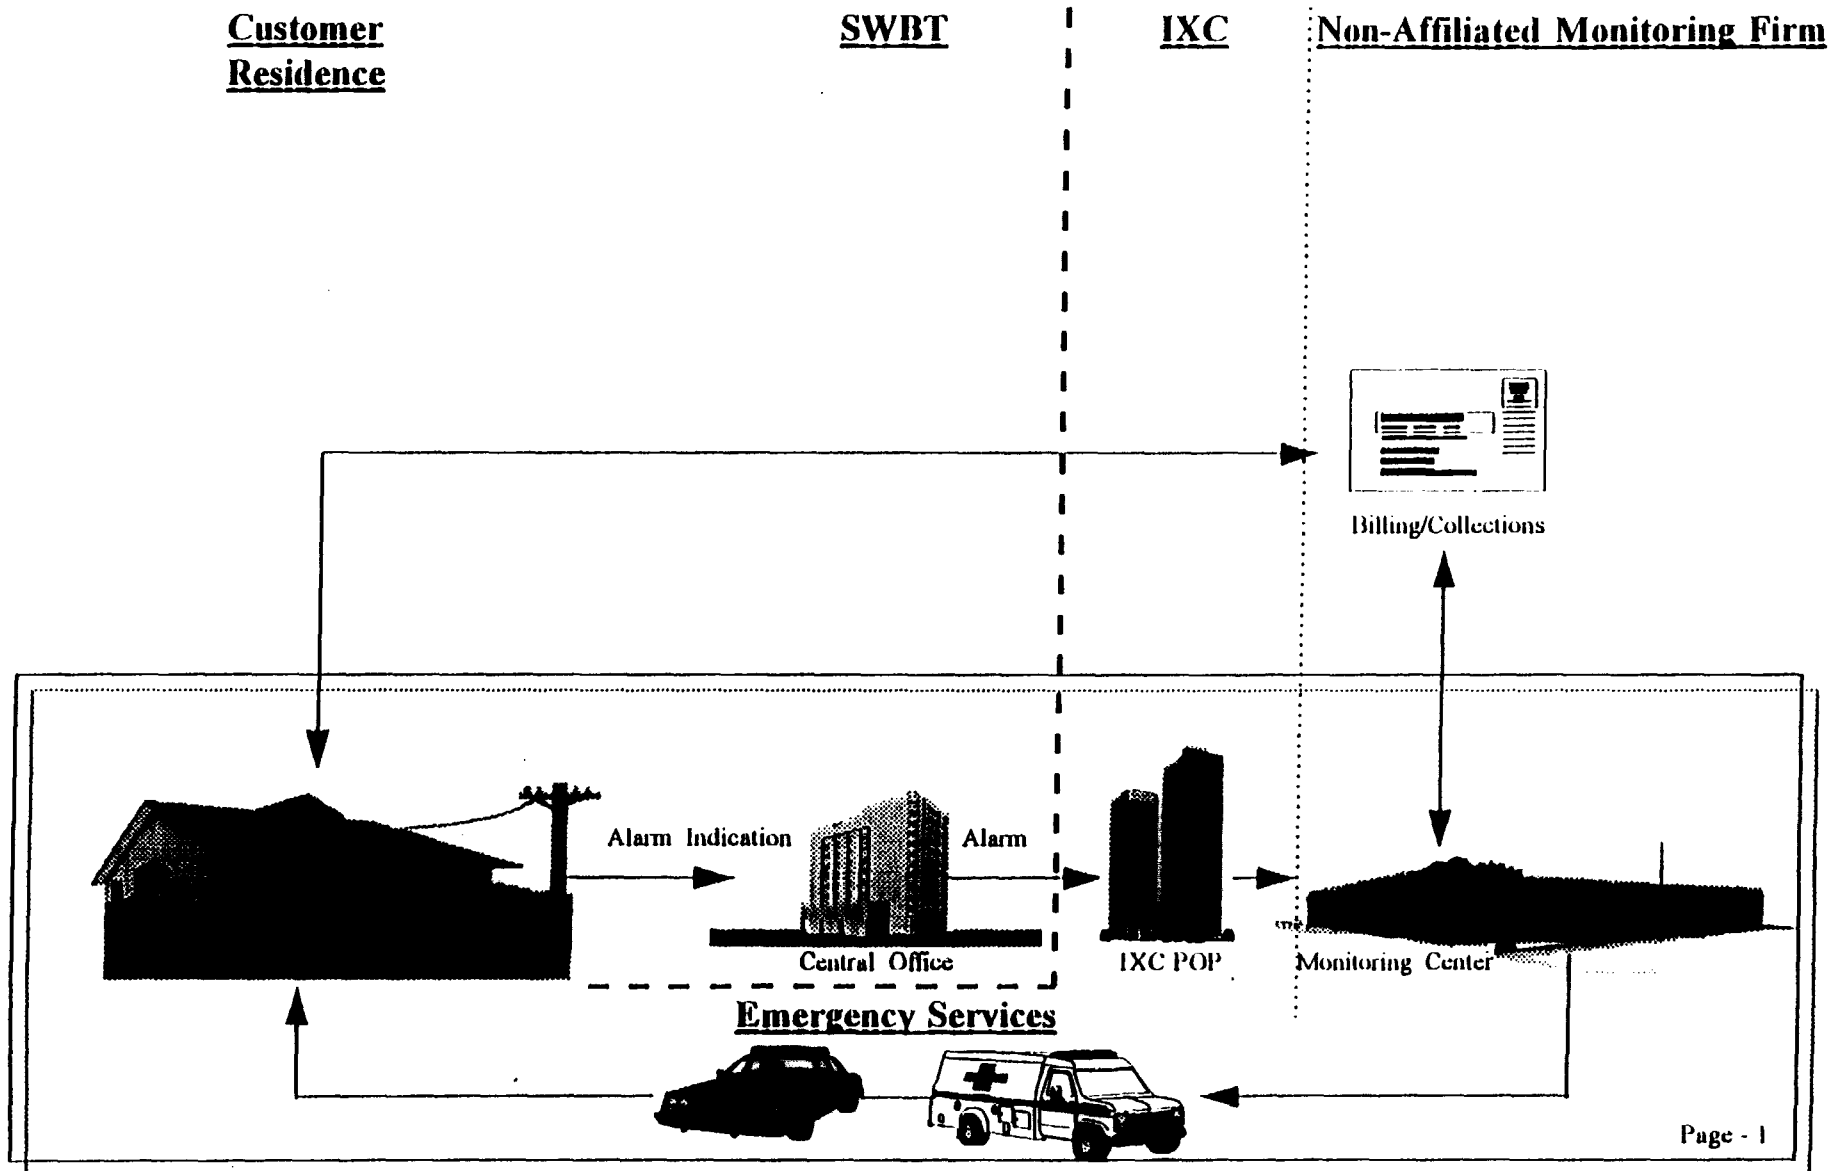 Customer
Residence
SWBT
IXC
Non-Affiliated Monitoring Firm
Billing/Collections
Alarm Indication
Alarm
Central Office
IXC POP
Monitoring Center
Emergency Services
Page - 1